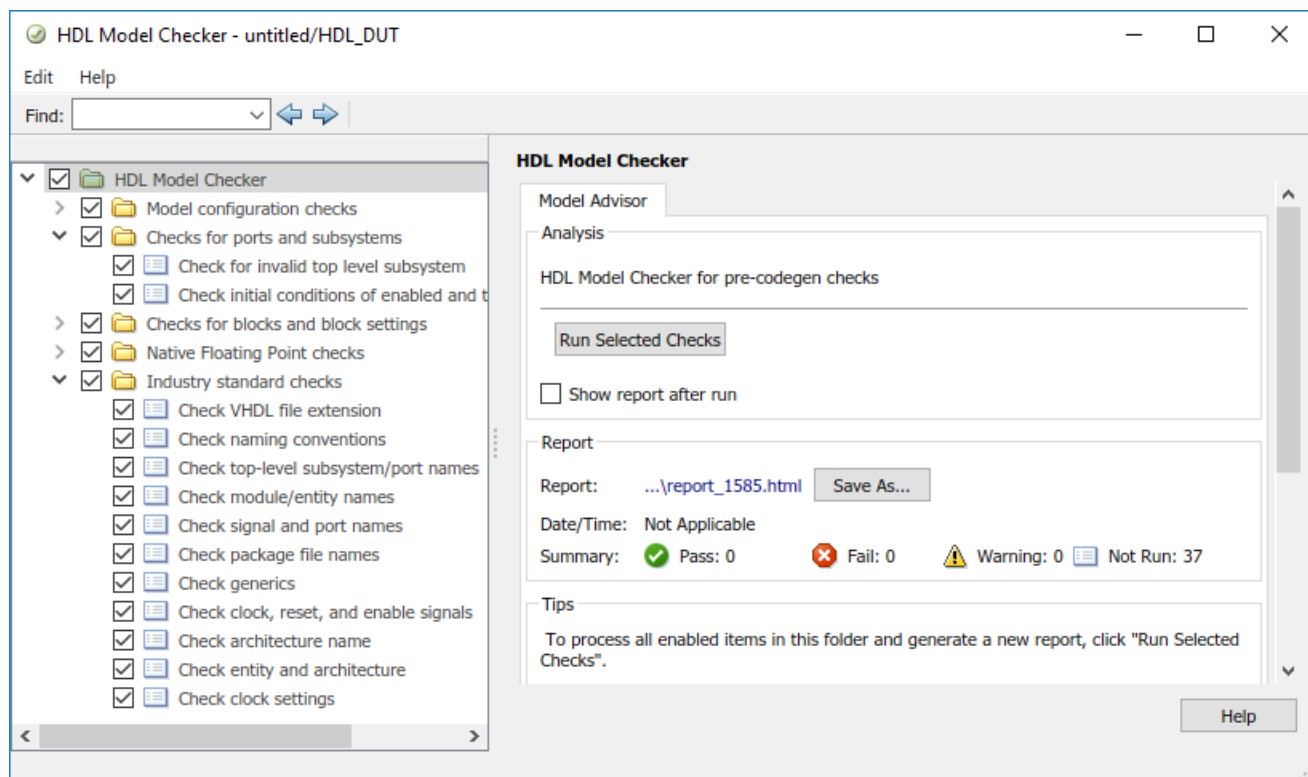 HDL Model Checker - untitled/HDL_DUT
Edit Help
Find:
HDL Model Checker
Model configuration checks
Checks for ports and subsystems
Check for invalid top level subsystem
Check initial conditions of enabled and t
Checks for blocks and block settings
Native Floating Point checks
Industry standard checks
Check VHDL file extension
Check naming conventions
Check top-level subsystem/port names
Check module/entity names
Check signal and port names
Check package file names
Check generics
Check clock, reset, and enable signals
Check architecture name
Check entity and architecture
Check clock settings
HDL Model Checker
Model Advisor
Analysis
HDL Model Checker for pre-codegen checks
Run Selected Checks
Show report after run
Report
Report: ...\report_1585.html Save As...
Date/Time: Not Applicable
Summary: Pass: 0 Fail: 0 Warning: 0 Not Run: 37
Tips
To process all enabled items in this folder and generate a new report, click "Run Selected
Checks".
Help